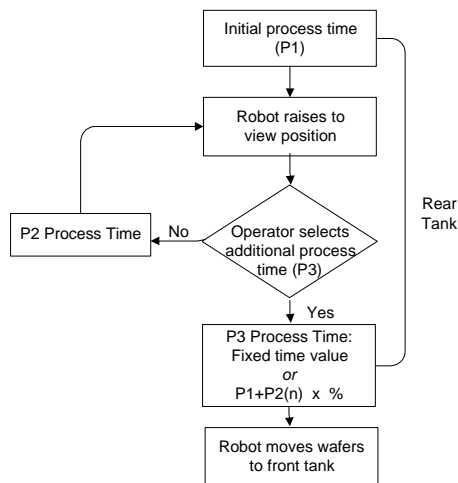 Initial process time
(P1)
Robot raises to
view position
Rear
Tank
P2 Process Time
No
Operator selects
additional process
time (P3)
Yes
P3 Process Time:
Fixed time value
or
P1+P2(n) x %
Robot moves wafers
to front tank